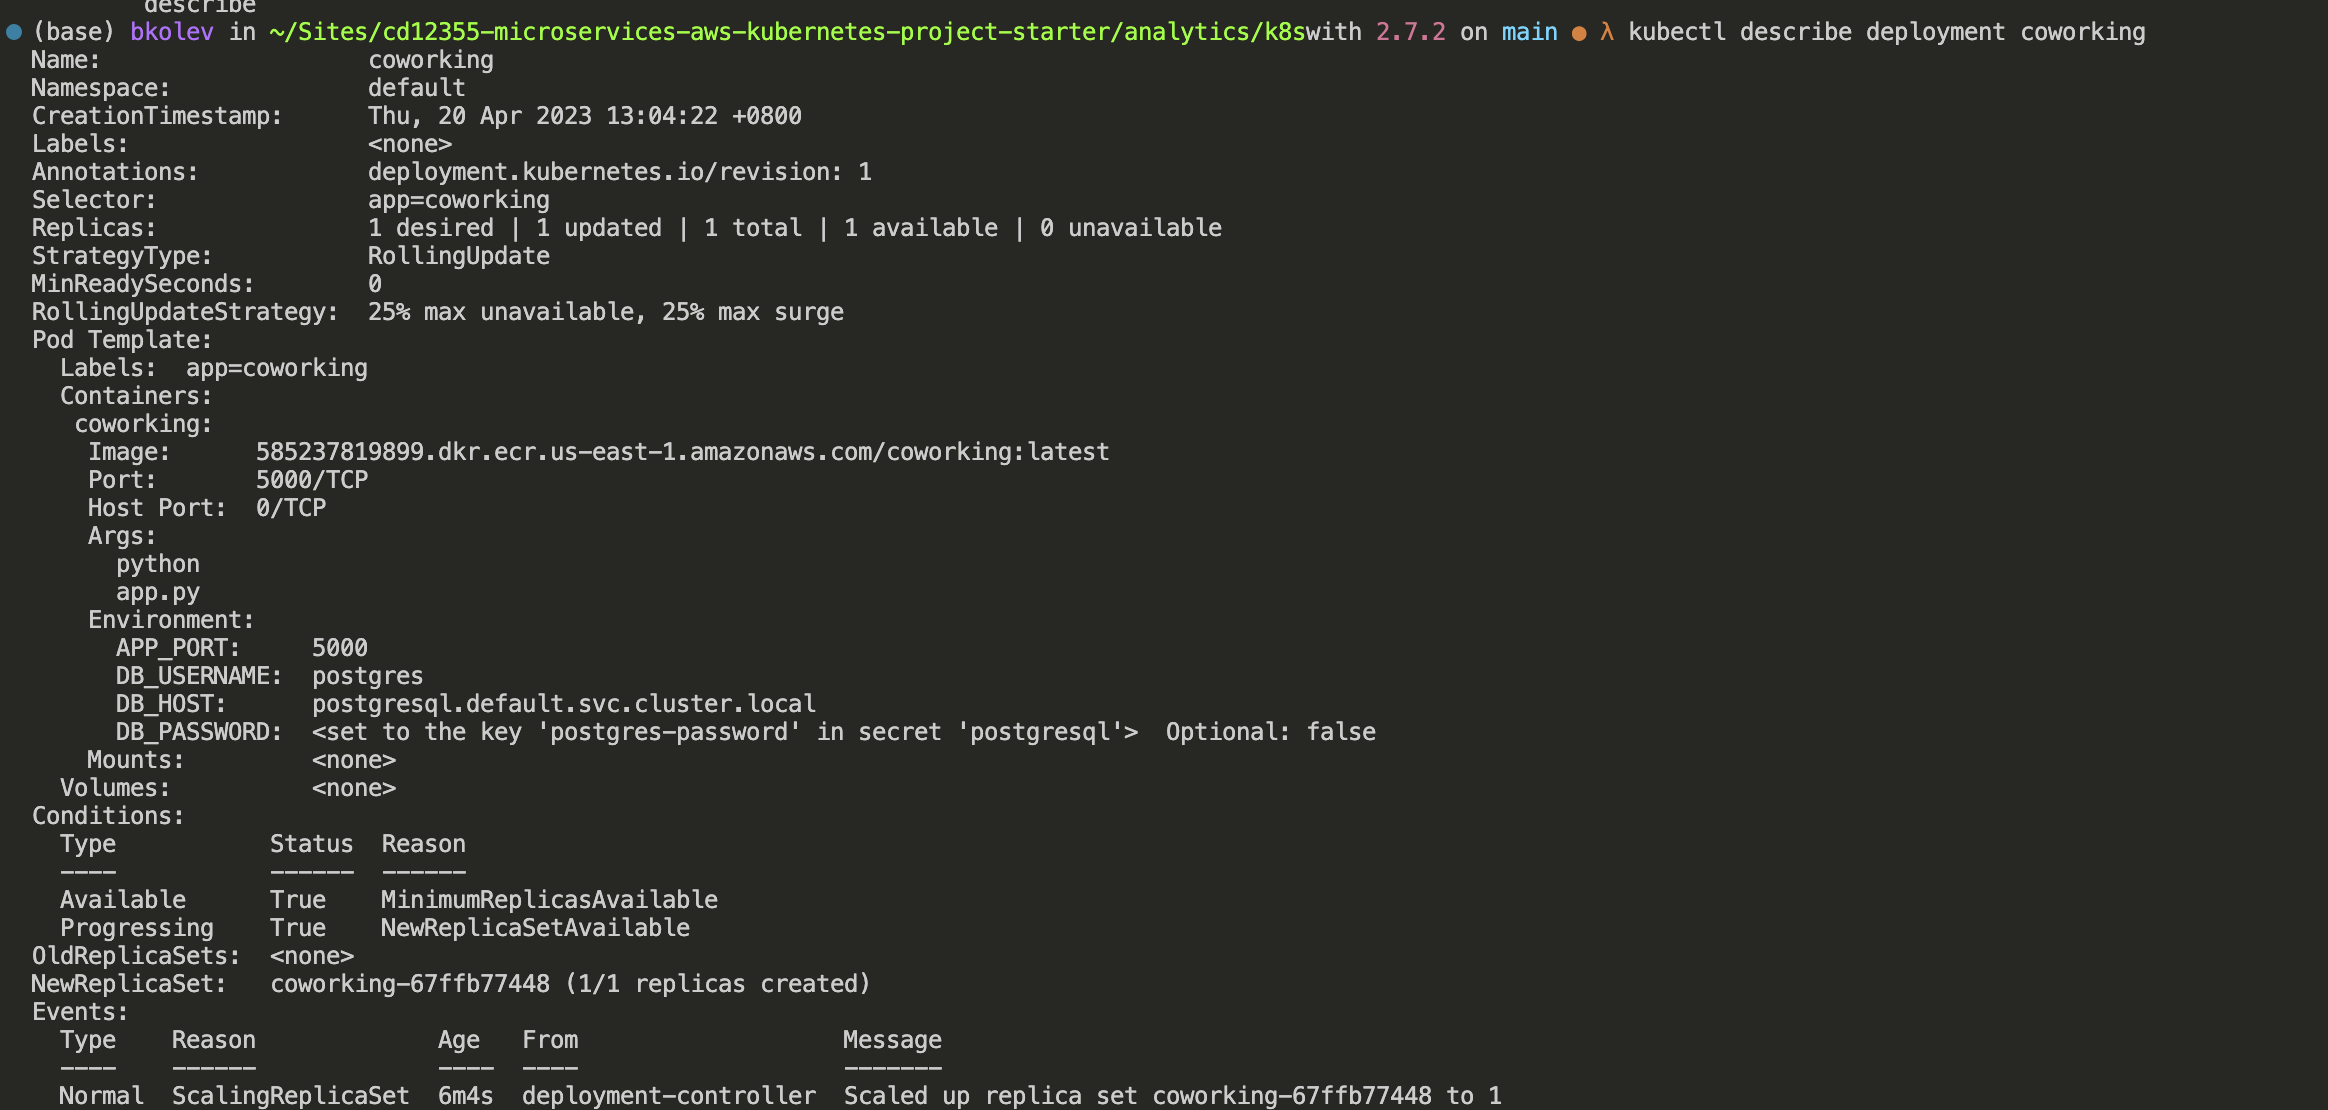 describe
(base) bkolev in ~/Sites/cd12355-microservices-aws-kubernetes-project-starter/analytics/k8swith 2.7.2 on main ● λ kubectl describe deployment coworking
Name:                   coworking
Namespace:              default
CreationTimestamp:      Thu, 20 Apr 2023 13:04:22 +0800
Labels:                 <none>
Annotations:            deployment.kubernetes.io/revision: 1
Selector:               app=coworking
Replicas:               1 desired | 1 updated | 1 total | 1 available | 0 unavailable
StrategyType:           RollingUpdate
MinReadySeconds:        0
RollingUpdateStrategy:  25% max unavailable, 25% max surge
Pod Template:
  Labels:  app=coworking
  Containers:
   coworking:
    Image:      585237819899.dkr.ecr.us-east-1.amazonaws.com/coworking:latest
    Port:       5000/TCP
    Host Port:  0/TCP
    Args:
      python
      app.py
    Environment:
      APP_PORT:     5000
      DB_USERNAME:  postgres
      DB_HOST:      postgresql.default.svc.cluster.local
      DB_PASSWORD:  <set to the key 'postgres-password' in secret 'postgresql'>  Optional: false
    Mounts:         <none>
  Volumes:          <none>
Conditions:
  Type           Status  Reason
  ----           ------  ------
  Available      True    MinimumReplicasAvailable
  Progressing    True    NewReplicaSetAvailable
OldReplicaSets:  <none>
NewReplicaSet:   coworking-67ffb77448 (1/1 replicas created)
Events:
  Type    Reason             Age   From                   Message
  ----    ------             ----  ----                   -------
  Normal  ScalingReplicaSet  6m4s  deployment-controller  Scaled up replica set coworking-67ffb77448 to 1